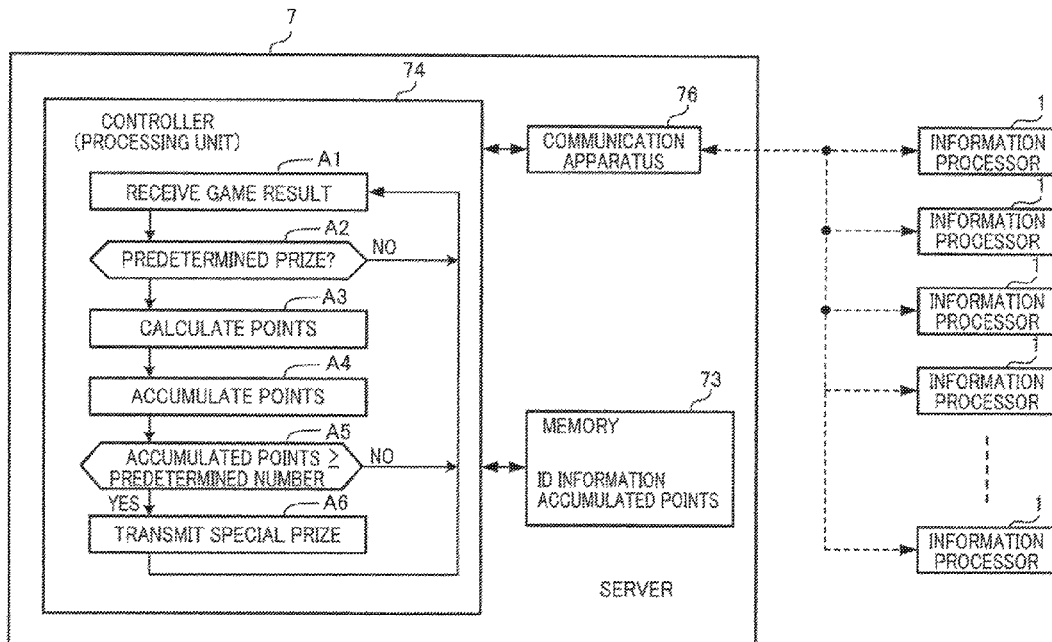 7
74
CONTROLLER
(PROCESSING UNIT)
A1
RECEIVE GAME RESULT
A2
PREDETERMINED PRIZE?
NO
A3
CALCULATE POINTS
A4
ACCUMULATE POINTS
A5
ACCUMULATED POINTS ≥
PREDETERMINED NUMBER
NO
YES
A6
TRANSMIT SPECIAL PRIZE
76
COMMUNICATION
APPARATUS
73
MEMORY
ID INFORMATION
ACCUMULATED POINTS
SERVER
1
INFORMATION
PROCESSOR
1
INFORMATION
PROCESSOR
1
INFORMATION
PROCESSOR
1
INFORMATION
PROCESSOR
1
INFORMATION
PROCESSOR